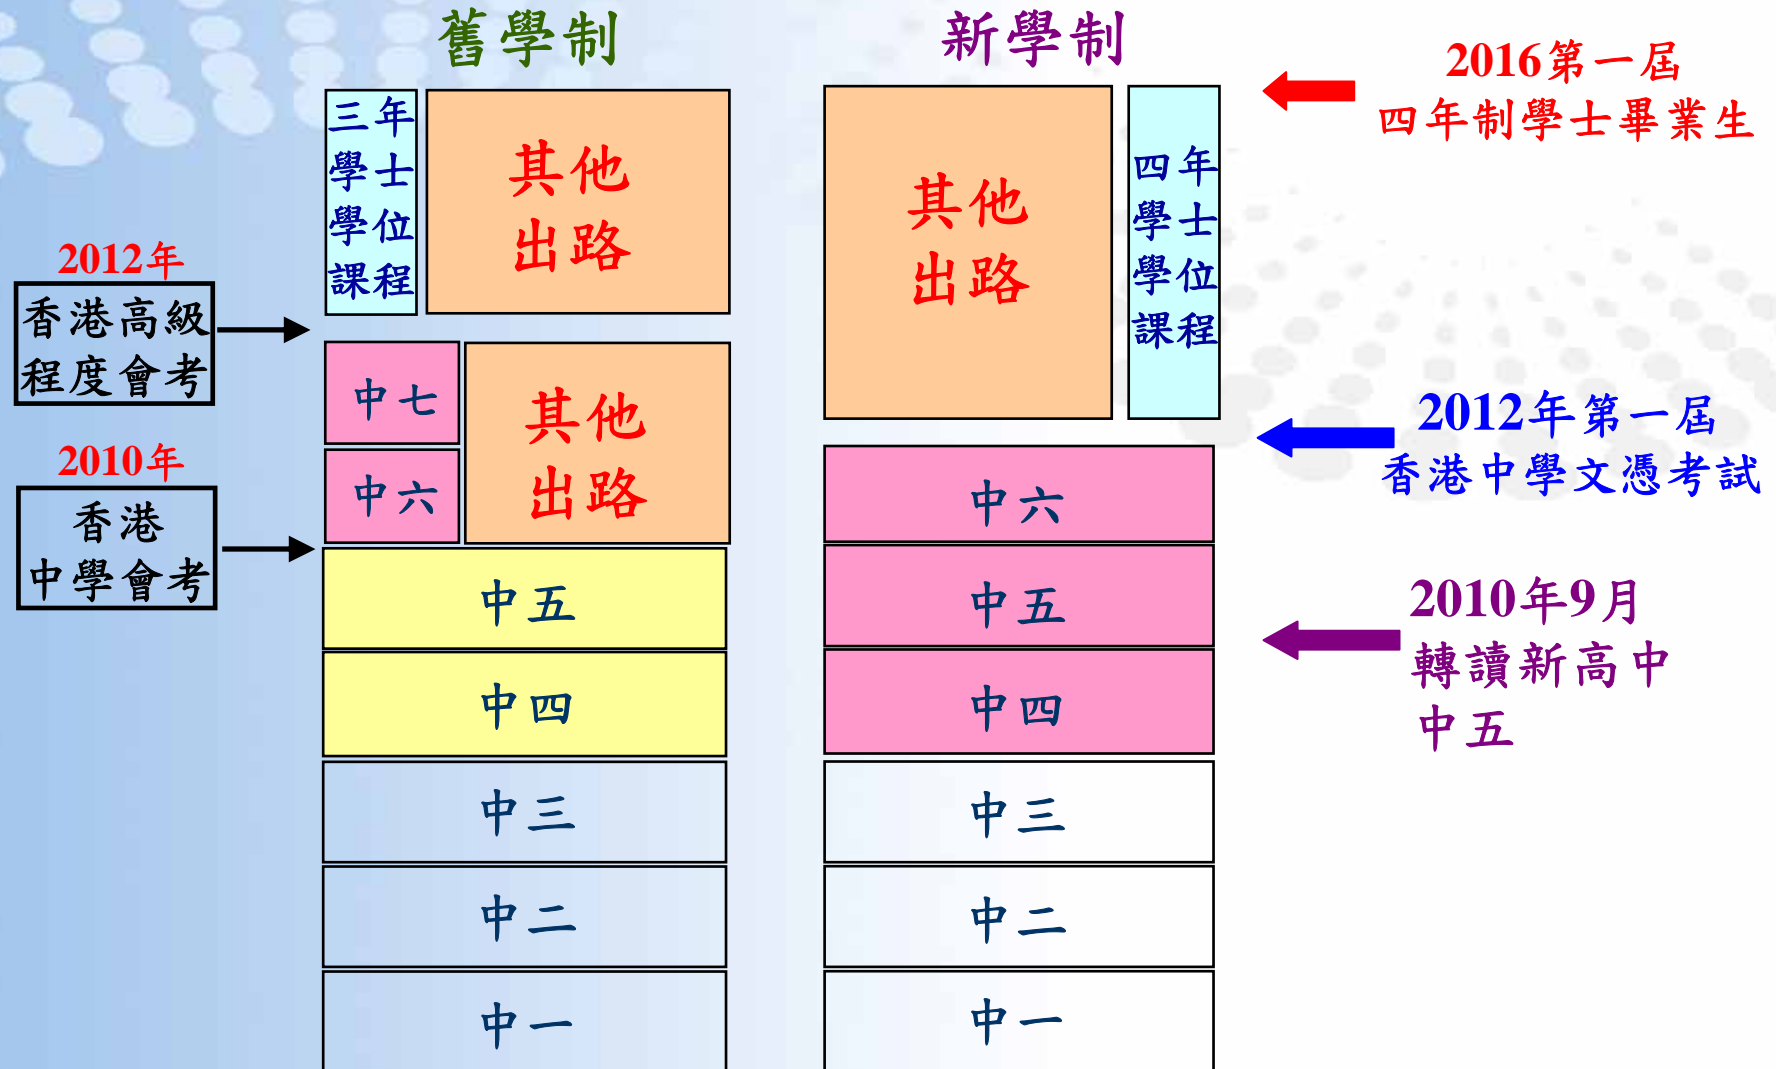 舊學制
三年
學士
學位
課程
其他
出路
2012年
香港高級
程度會考
中七
中六
其他
出路
2010年
香港
中學會考
中五
中四
中三
中二
中一
新學制
其他
出路
四年
學士
學位
課程
中六
中五
中四
中三
中二
中一
2016第一屆
四年制學士畢業生
2012年第一屆
香港中學文憑考試
2010年9月
轉讀新高中
中五